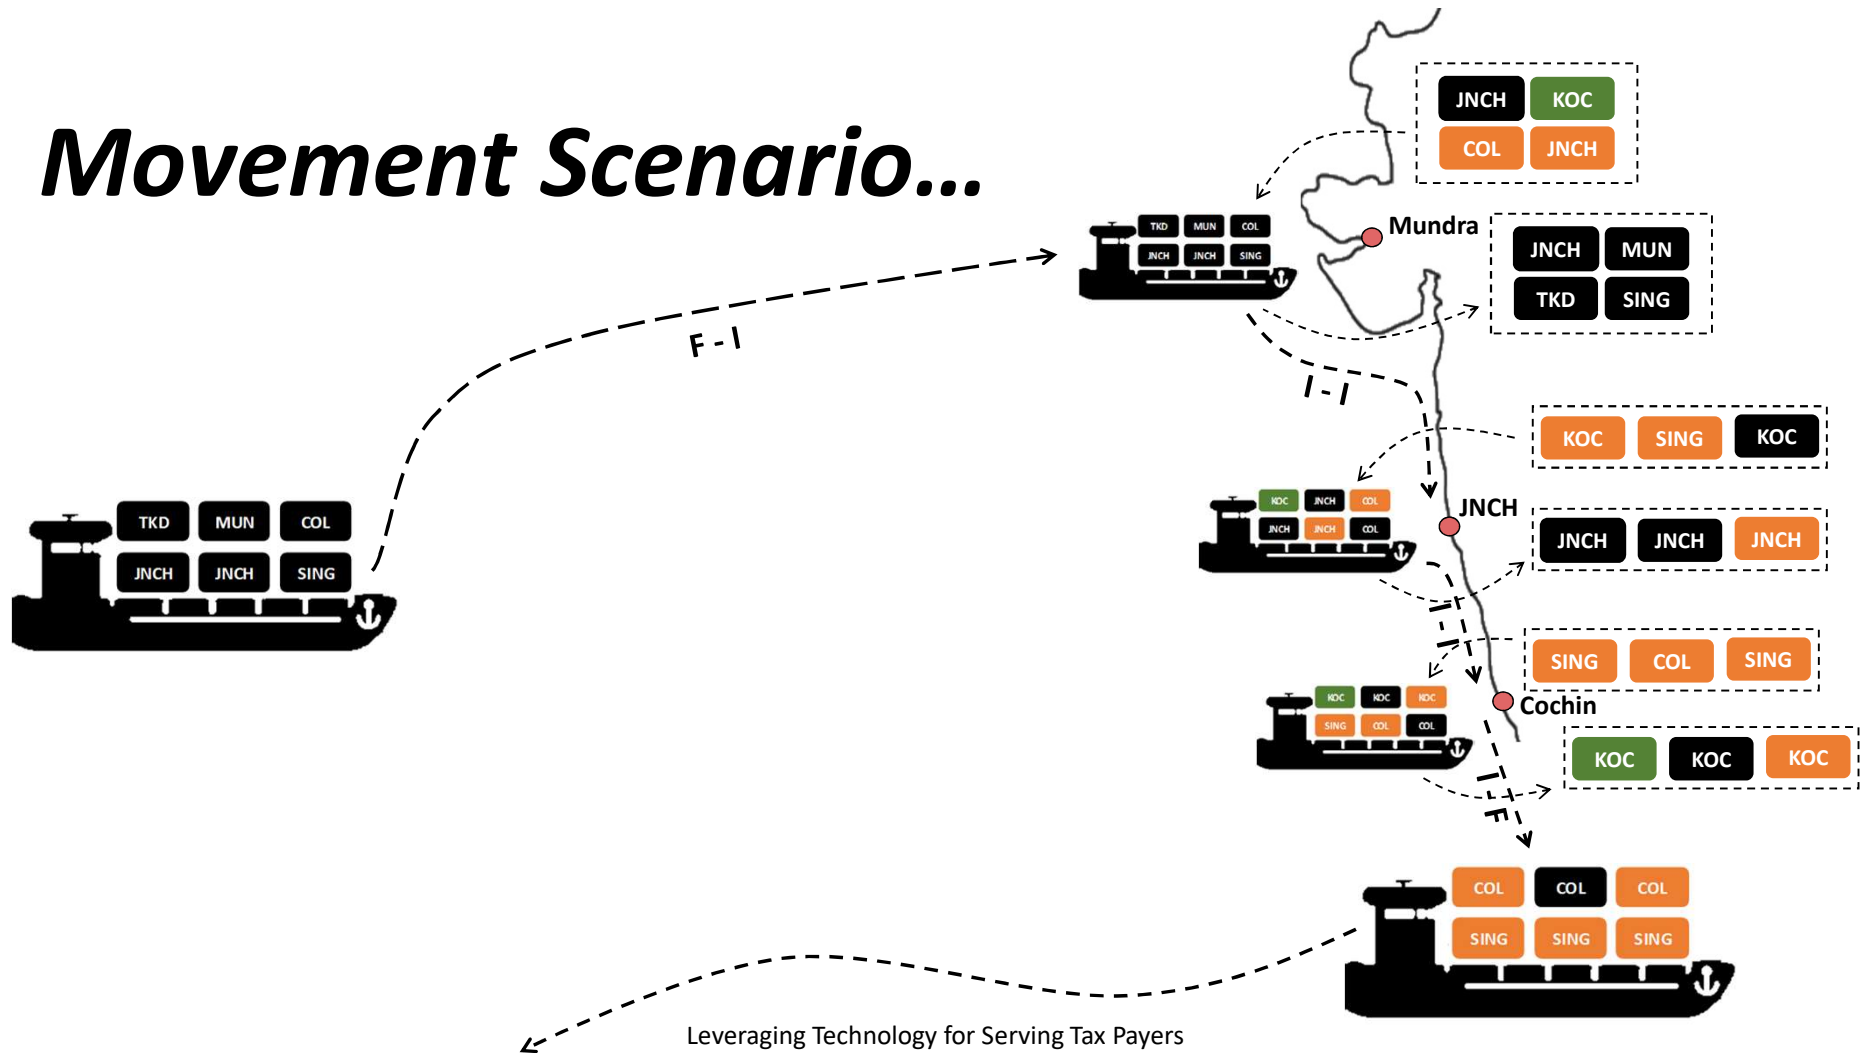 Movement Scenario...
JNCH KOC
COL JNCH
Mundra
TKD MUN COL
JNCH JNCH SING
JNCH MUN
TKD SING
F - I
I - I
KOC SING KOC
TKD MUN COL
JNCH JNCH SING
KOC JNCH COL
JNCH JNCH COL
JNCH
JNCH JNCH JNCH
I - I
SING COL SING
KOC KOC KOC
SING COL COL
Cochin
KOC KOC KOC
I - F
COL COL COL
SING SING SING
Leveraging Technology for Serving Tax Payers